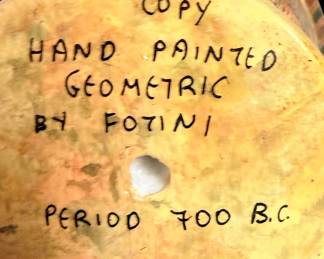 COPY
HAND PAINTED
GEOMETRIC
BY FOTINI
PERIOD 700 B.C.